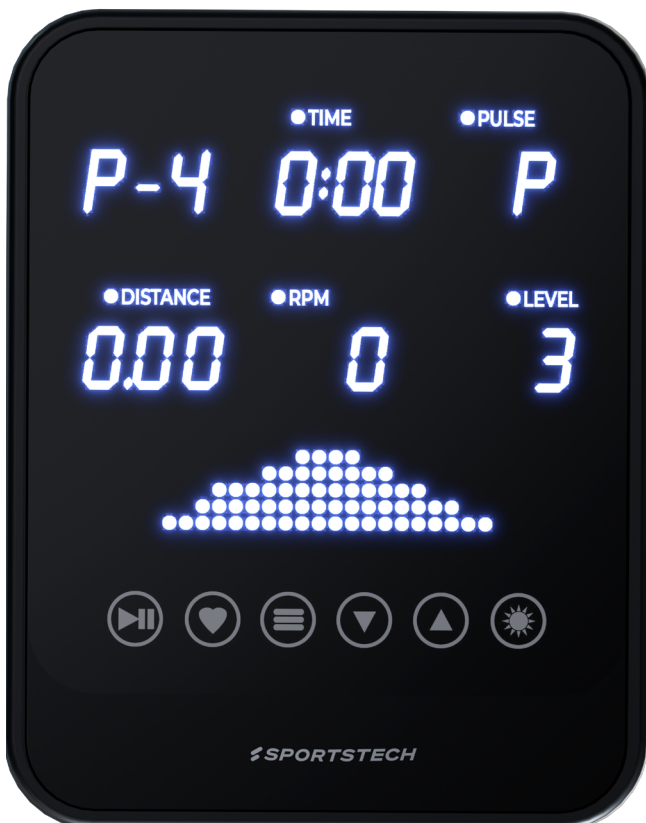 TIME PULSE
P-4 0:00 P
DISTANCE RPM LEVEL
0.00 0 3
SPORTSTECH